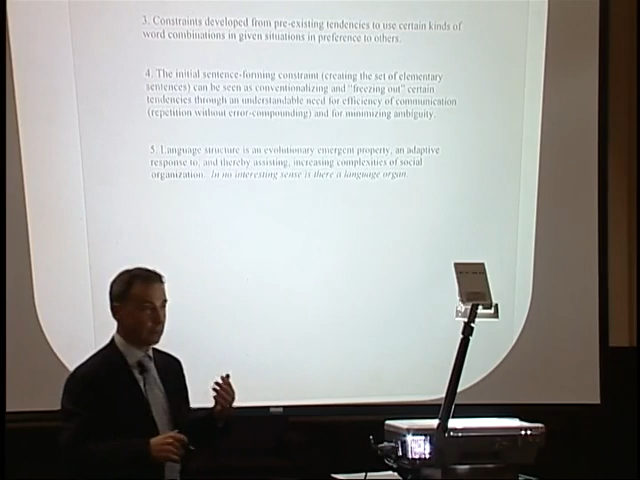 3. Constraints developed from pre-existing tendencies to use certain kinds of
word combinations in given situations in preference to others.
4. The initial sentence-forming constraint (creating the set of elementary
sentences) can be seen as conventionalizing and "freezing out" certain
tendencies through an understandable need for efficiency of communication
(repetition without error-compounding) and for minimizing ambiguity.
5. Language structure is an evolutionary emergent property, an adaptive
response to, and thereby assisting, increasing complexities of social
organization. In no interesting sense is there a language organ.